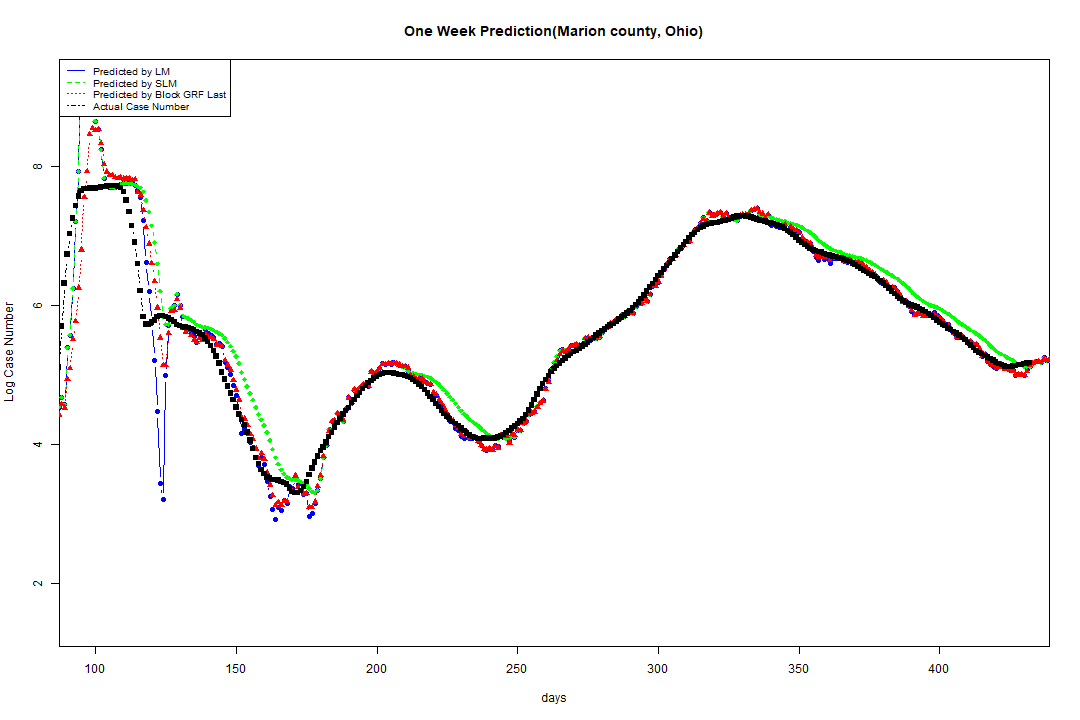 One Week Prediction(Marion county, Ohio)
Predicted by LM
Predicted by SLM
Predicted by Block GRF Last
Actual Case Number
8
6
4
2
Log Case Number
100 150 200 250 300 350 400
days